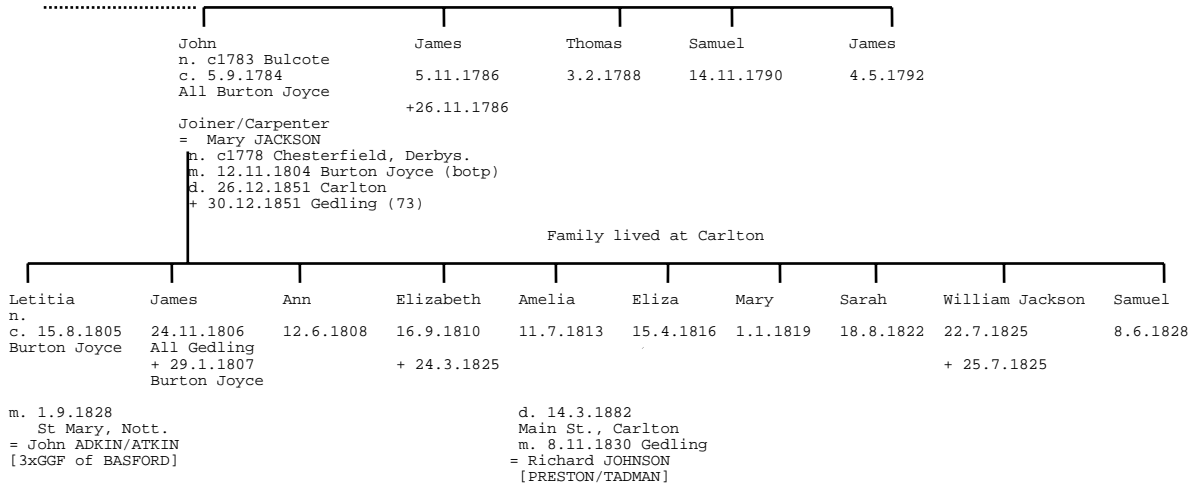 John James Thomas Samuel James
n. c1783 Bulcote
c. 5.9.1784 5.11.1786 3.2.1788 14.11.1790 4.5.1792
All Burton Joyce
+26.11.1786
Joiner/Carpenter
= Mary JACKSON
n. c1778 Chesterfield, Derbys.
m. 12.11.1804 Burton Joyce (botp)
d. 26.12.1851 Carlton
+ 30.12.1851 Gedling (73)
Family lived at Carlton
Letitia James Ann Elizabeth Amelia Eliza Mary Sarah William Jackson Samuel
n.
c. 15.8.1805 24.11.1806 12.6.1808 16.9.1810 11.7.1813 15.4.1816 1.1.1819 18.8.1822 22.7.1825 8.6.1828
Burton Joyce All Gedling
+ 29.1.1807 + 24.3.1825 + 25.7.1825
Burton Joyce
m. 1.9.1828 d. 14.3.1882
St Mary, Nott. Main St., Carlton
= John ADKIN/ATKIN m. 8.11.1830 Gedling
[3xGGF of BASFORD] = Richard JOHNSON
[PRESTON/TADMAN]